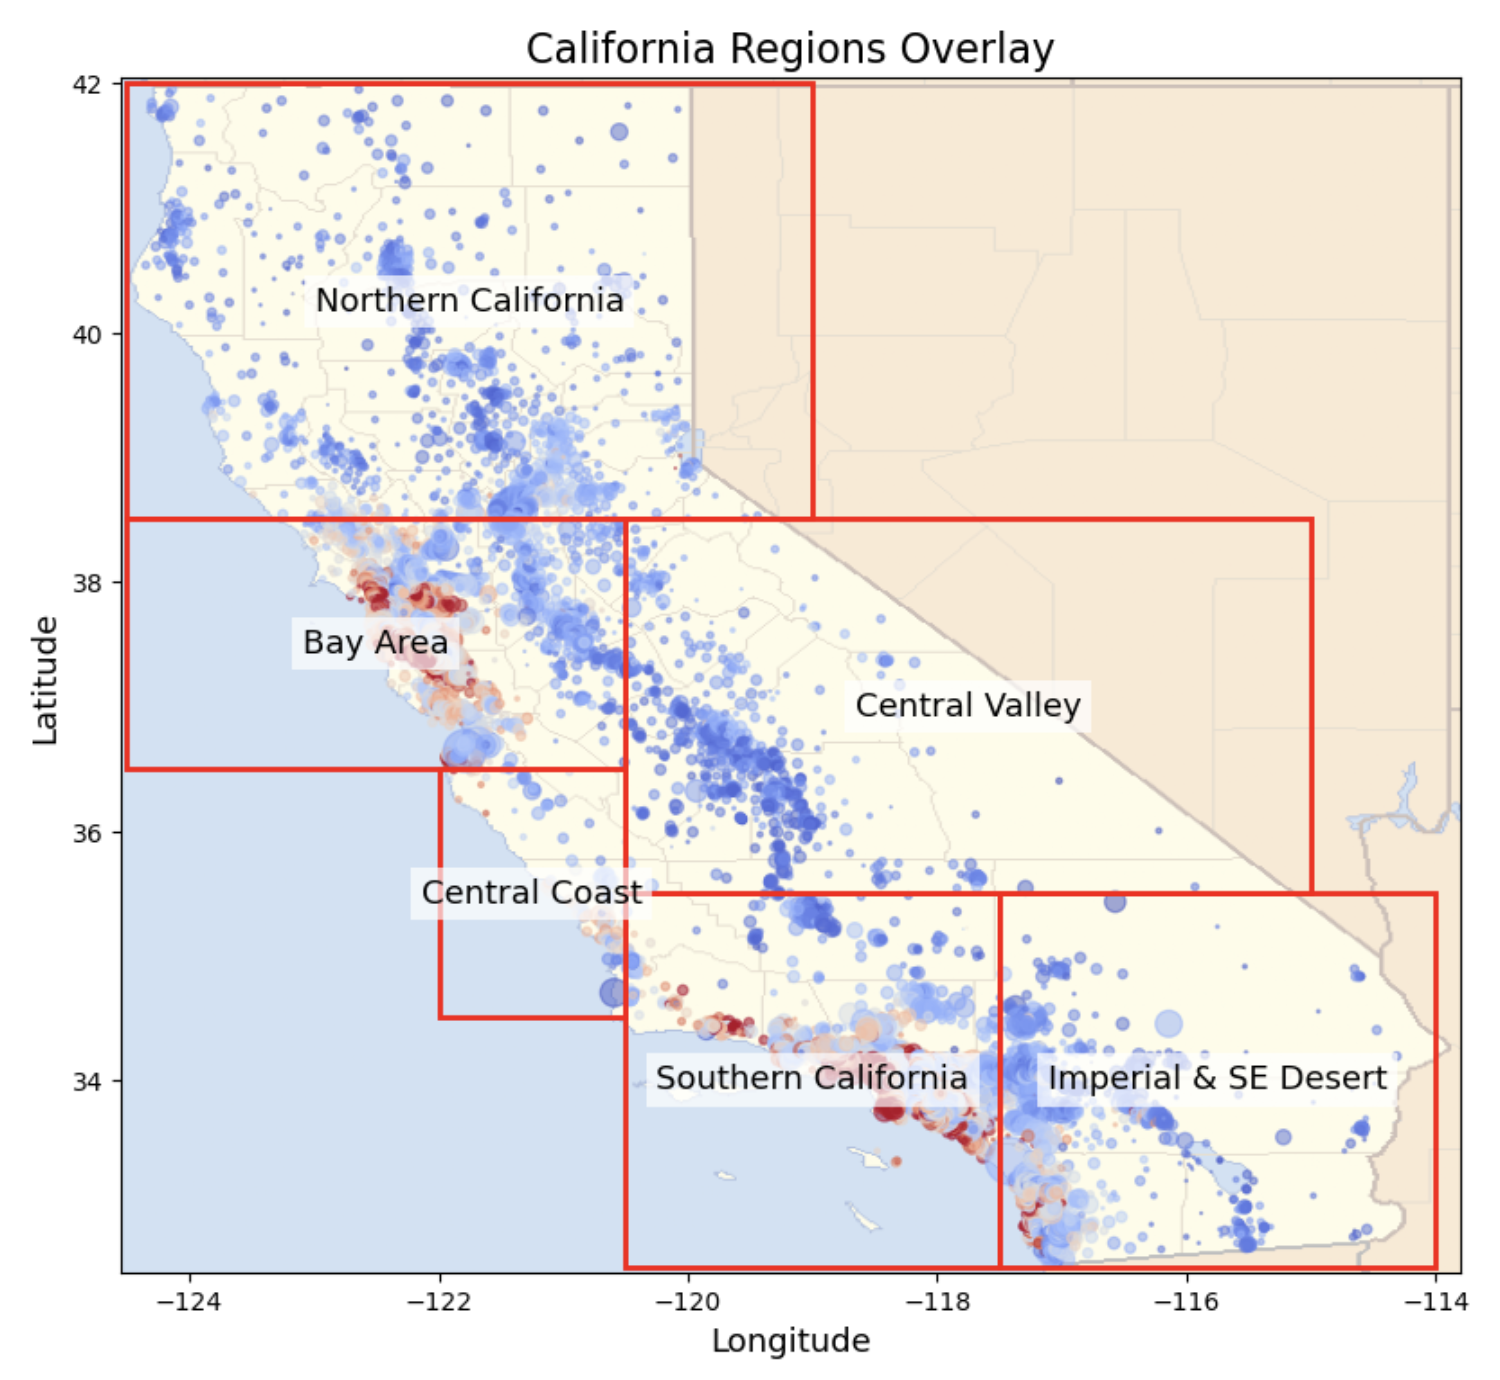 California Regions Overlay
42
Northern California
40
38
Bay Area
Central Valley
36
Central Coast
34
Southern California
Imperial & SE Desert
Latitude
−124
−122
−120
−118
−116
−114
Longitude